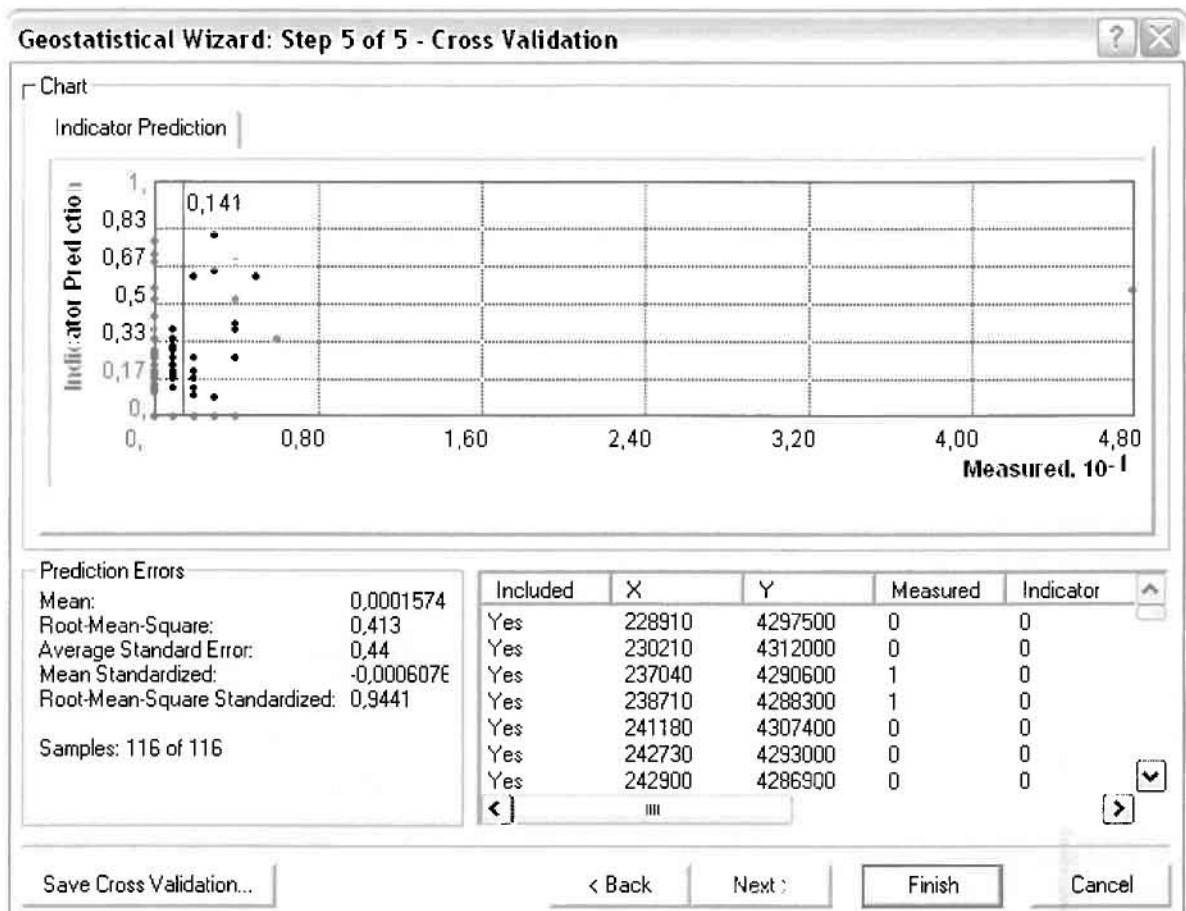 Geostatistical Wizard: Step 5 of 5 - Cross Validation
Chart
Indicator Prediction
Indicator Prediction
1,
0,83
0,67
0,5
0,33
0,17
0,
0,141
0, 0,80 1,60 2,40 3,20 4,00 4,80
Measured, 10-1
Prediction Errors
Mean: 0,0001574
Root-Mean-Square: 0,413
Average Standard Error: 0,44
Mean Standardized: -0,0006076
Root-Mean-Square Standardized: 0,9441
Samples: 116 of 116
Included X Y Measured Indicator
Yes 228910 4297500 0 0
Yes 230210 4312000 0 0
Yes 237040 4290600 1 0
Yes 238710 4288300 1 0
Yes 241180 4307400 0 0
Yes 242730 4293000 0 0
Yes 242900 4286900 0 0
Save Cross Validation...
< Back
Next >
Finish
Cancel